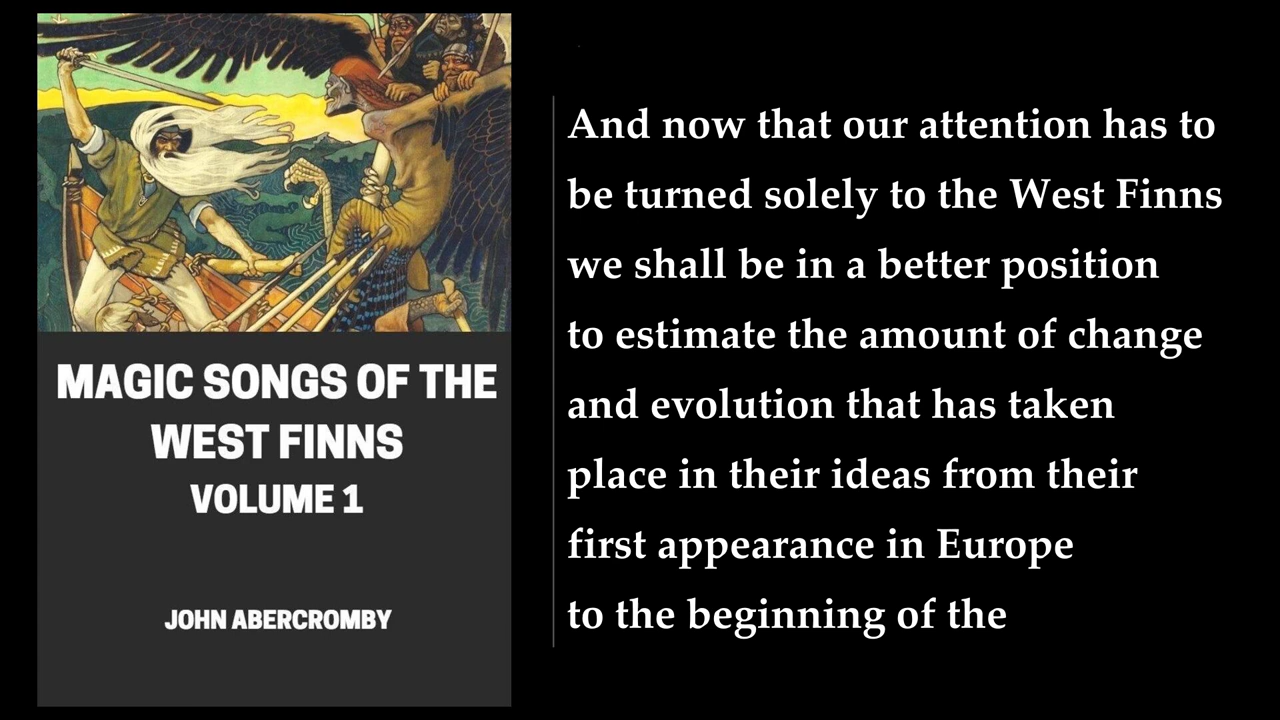 MAGIC SONGS OF THE
WEST FINNS
VOLUME 1
JOHN ABERCROMBY
And now that our attention has to
be turned solely to the West Finns
we shall be in a better position
to estimate the amount of change
and evolution that has taken
place in their ideas from their
first appearance in Europe
to the beginning of the